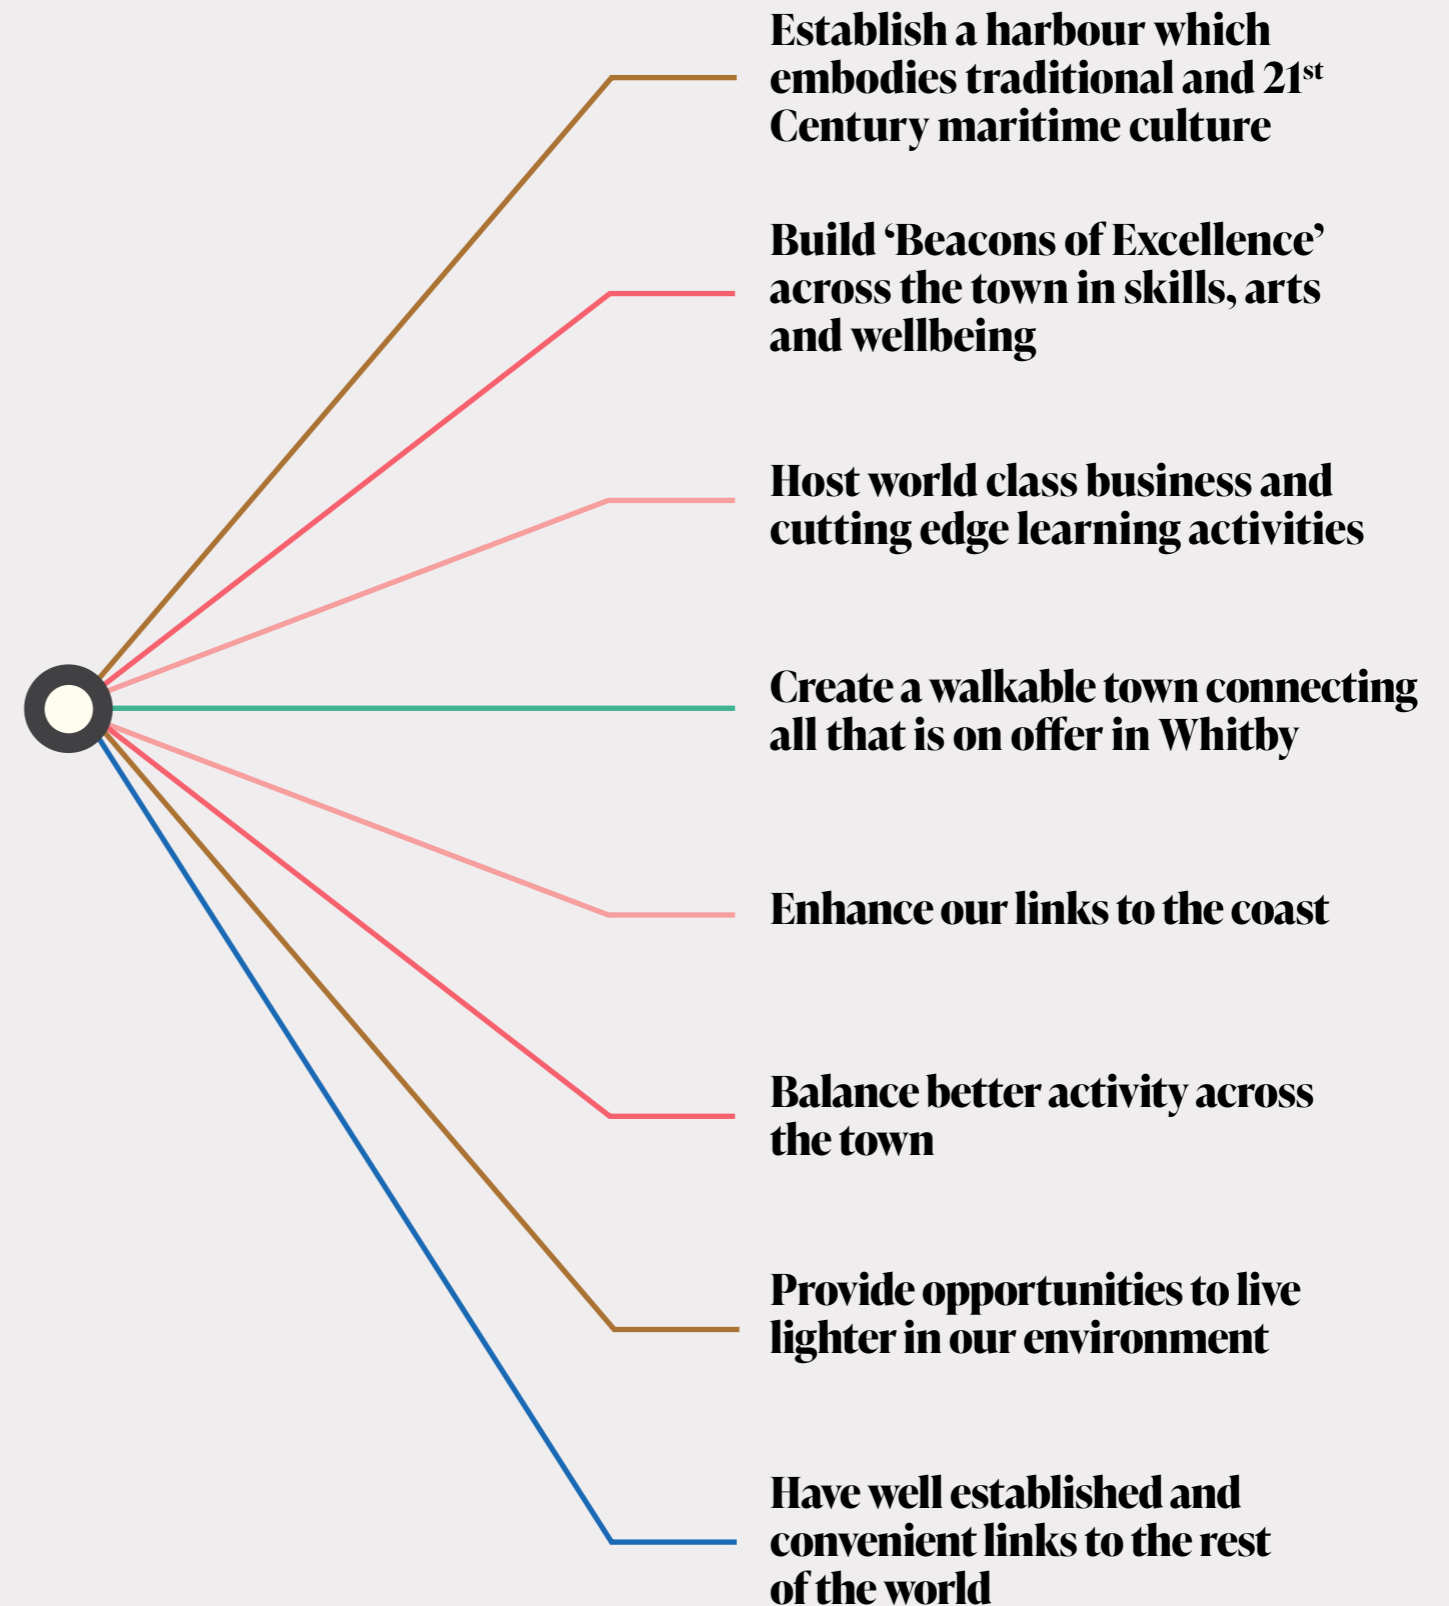 Establish a harbour which
embodies traditional and 21st
Century maritime culture
Build ‘Beacons of Excellence’
across the town in skills, arts
and wellbeing
Host world class business and
cutting edge learning activities
Create a walkable town connecting
all that is on offer in Whitby
Enhance our links to the coast
Balance better activity across
the town
Provide opportunities to live
lighter in our environment
Have well established and
convenient links to the rest
of the world